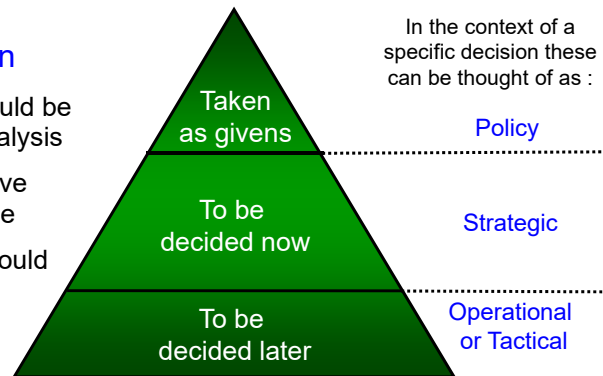 n
uld be
alysis
ve
e
ould
Taken
as givens
To be
decided now
To be
decided later
In the context of a
specific decision these
can be thought of as :
Policy
Strategic
Operational
or Tactical